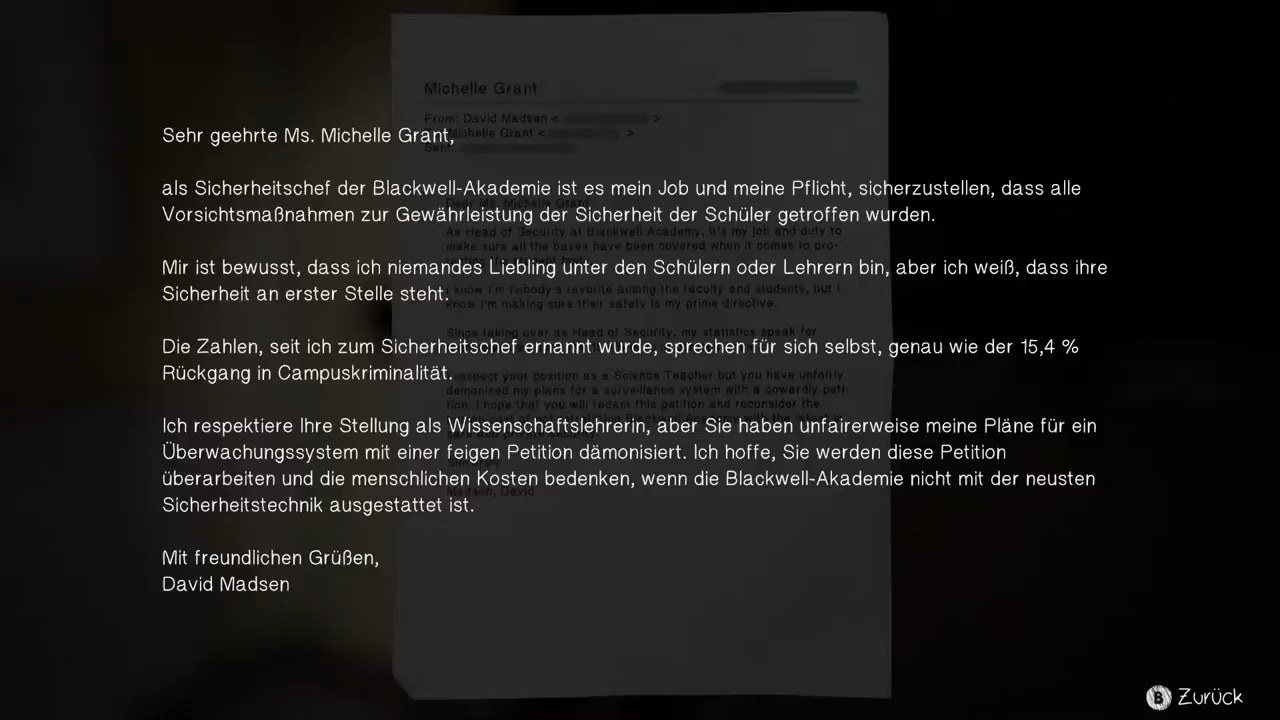 Sehr geehrte Ms. Michelle Grant,
als Sicherheitschef der Blackwell-Akademie ist es mein Job und meine Pflicht, sicherzustellen, dass alle
Vorsichtsmaßnahmen zur Gewährleistung der Sicherheit der Schüler getroffen wurden.
Mir ist bewusst, dass ich niemandes Liebling unter den Schülern oder Lehrern bin, aber ich weiß, dass ihre
Sicherheit an erster Stelle steht.
Die Zahlen, seit ich zum Sicherheitschef ernannt wurde, sprechen für sich selbst, genau wie der 15,4 %
Rückgang in Campuskriminalität.
Ich respektiere Ihre Stellung als Wissenschaftslehrerin, aber Sie haben unfairerweise meine Pläne für ein
Überwachungssystem mit einer feigen Petition dämonisiert. Ich hoffe, Sie werden diese Petition
überarbeiten und die menschlichen Kosten bedenken, wenn die Blackwell-Akademie nicht mit der neusten
Sicherheitstechnik ausgestattet ist.
Mit freundlichen Grüßen,
David Madsen
Michelle Grant
From: David Madsen < >
Michelle Grant < >
As Head of Security at Blackwell Academy, it's my job and duty to
make sure all the bases have been covered when it comes to pro-
know I'm nobody's favorite among the faculty and students, but I
know I'm making sure their safety is my prime directive.
Since taking over as Head of Security, my statistics speak for
respect your position as a Science Teacher but you have unfairly
demonized my plans for a surveillance system with a cowardly peti-
tion. I hope that you will redact this petition and reconsider the
Madsen, David
B Zurück